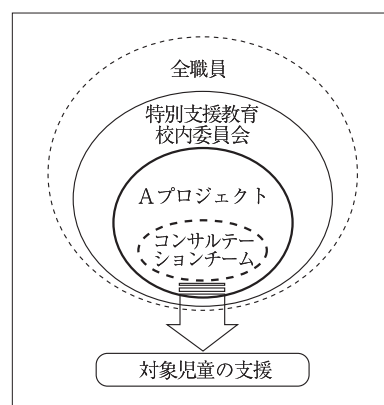 全職員
特別支援教育
校内委員会
Aプロジェクト
コンサルテー
ションチーム
対象児童の支援